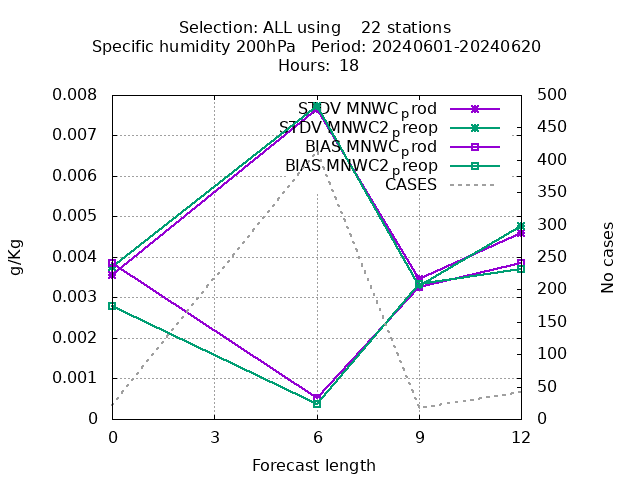 Selection: ALL using    22 stations
Specific humidity 200hPa   Period: 20240601-20240620
Hours: 18
0.008
0.007
0.006
0.005
0.004
0.003
0.002
0.001
0
g/Kg
STDV MNWC_prod
STDV MNWC2_preop
BIAS MNWC_prod
BIAS MNWC2_preop
CASES
500
450
400
350
300
250
200
150
100
50
0
No cases
0 3 6 9 12
Forecast length